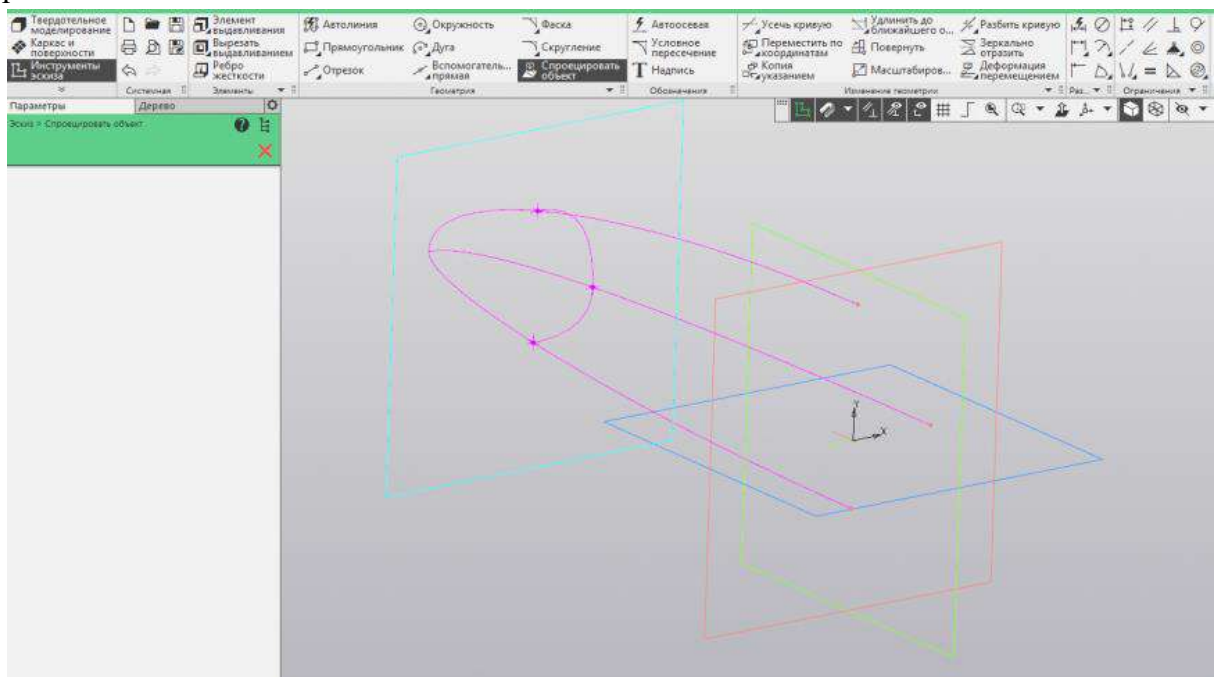 Твердотельное моделирование
Каркас и поверхности
Инструменты эскиза
Системная
Элемент выдавливания
Вырезать выдавливанием
Ребро жесткости
Элементы
Автолиния
Прямоугольник
Отрезок
Окружность
Дуга
Вспомогатель... прямая
Фаска
Скругление
Спроецировать объект
Геометрия
Автоосевая
Условное пересечение
Надпись
Обозначения
Усечь кривую
Переместить по координатам
Копия указанием
Удлинить до ближайшего о...
Повернуть
Масштабиров...
Разбить кривую
Зеркально отразить
Деформация перемещением
Изменение геометрии
Раз...
Ограничения
Параметры
Дерево
Эскиз > Спроецировать объект
Y
X